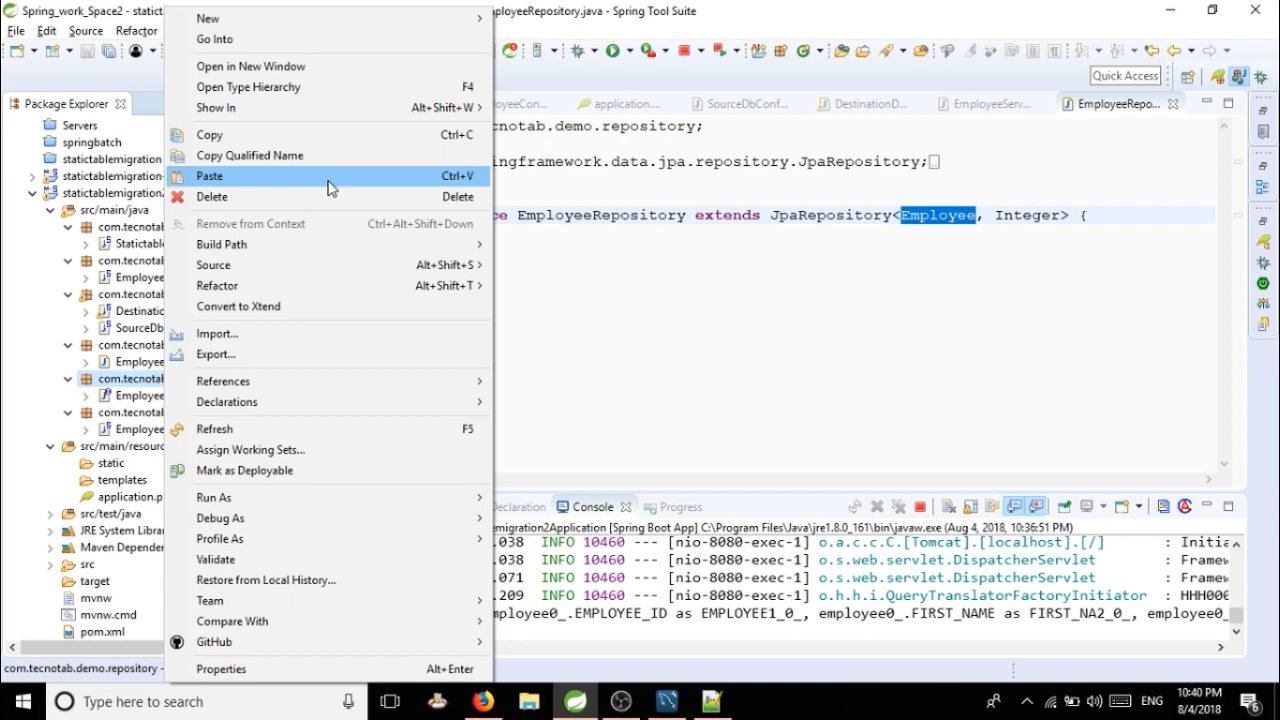 Spring_work_Space2 - statict
mployeeRepository.java - Spring Tool Suite
File Edit Source Refactor
Quick Access
Package Explorer
yeeCon...
application....
SourceDbConf...
DestinationD...
EmployeeServ...
EmployeeRepo...
Servers
springbatch
statictablemigration
statictablemigration-
statictablemigration2
src/main/java
com.tecnotab
Statictable
com.tecnotab
Employee
com.tecnotab
Destinati
SourceDb
com.tecnotab
Employee
com.tecnotab
Employee
com.tecnotab
Employee
src/main/resourc
static
templates
application.p
src/test/java
JRE System Librar
Maven Depender
src
target
mvnw
mvnw.cmd
pom.xml
com.tecnotab.demo.repository -
New
Go Into
Open in New Window
Open Type Hierarchy F4
Show In Alt+Shift+W
Copy Ctrl+C
Copy Qualified Name
Paste Ctrl+V
Delete Delete
Remove from Context Ctrl+Alt+Shift+Down
Build Path
Source Alt+Shift+S
Refactor Alt+Shift+T
Convert to Xtend
Import...
Export...
References
Declarations
Refresh F5
Assign Working Sets...
Mark as Deployable
Run As
Debug As
Profile As
Validate
Restore from Local History...
Team
Compare With
GitHub
Properties Alt+Enter
cnotab.demo.repository;
ingframework.data.jpa.repository.JpaRepository;
ce EmployeeRepository extends JpaRepository<Employee, Integer> {
Declaration Console Progress
emigration2Application [Spring Boot App] C:\Program Files\Java\jre1.8.0_161\bin\javaw.exe (Aug 4, 2018, 10:36:51 PM)
.038 INFO 10460 --- [nio-8080-exec-1] o.a.c.c.C.[Tomcat].[localhost].[/] : Initia
.038 INFO 10460 --- [nio-8080-exec-1] o.s.web.servlet.DispatcherServlet : Framew
.071 INFO 10460 --- [nio-8080-exec-1] o.s.web.servlet.DispatcherServlet : Framew
.209 INFO 10460 --- [nio-8080-exec-1] o.h.h.i.QueryTranslatorFactoryInitiator : HHH000
mployee0_.EMPLOYEE_ID as EMPLOYEE1_0_, employee0_.FIRST_NAME as FIRST_NA2_0_, employee0_
Type here to search
ENG
10:40 PM
8/4/2018
6